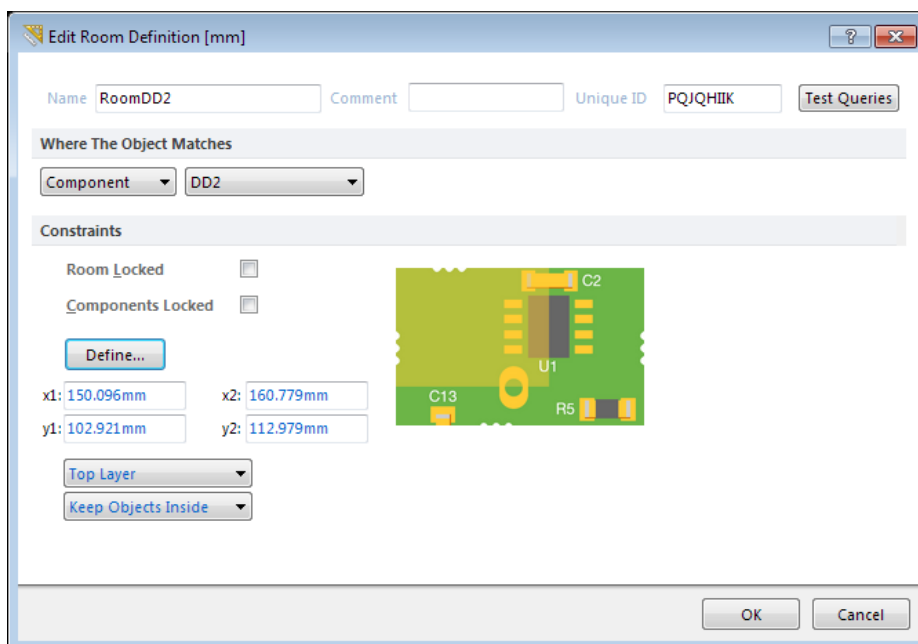 Edit Room Definition [mm]
?
Name RoomDD2 Comment Unique ID PQJQHIIK Test Queries
Where The Object Matches
Component DD2
Constraints
Room Locked
Components Locked
Define...
x1: 150.096mm x2: 160.779mm
y1: 102.921mm y2: 112.979mm
Top Layer
Keep Objects Inside
C2
U1
C13
R5
OK Cancel